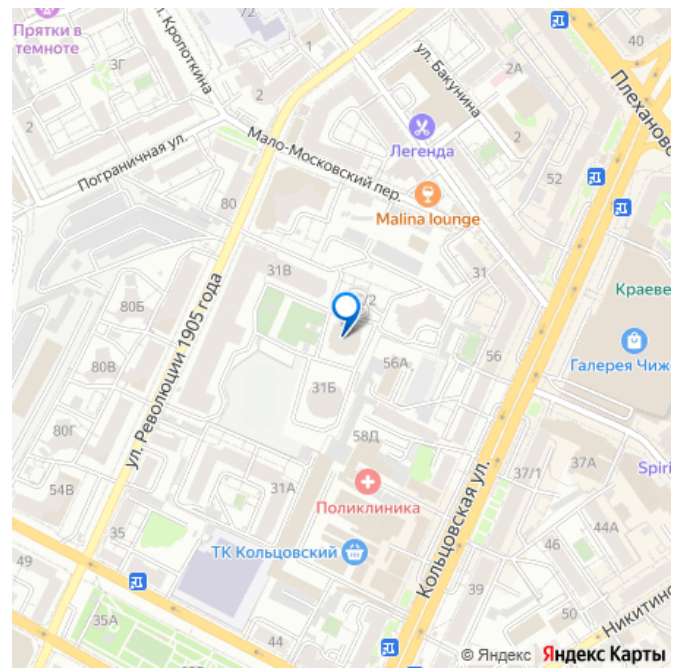 Прятки в
темноте
72
1
40
3Г
ул. Кропоткина
ул. Бакунина
2А
Плехановс
2
2
2
Легенда
Пограничная ул.
Мало-Московский пер.
52
80
Malina lounge
31В
31
ул. Революции 1905 года
80Б
/2
Краеве
56
Галерея Чиж
80В
56А
31Б
80Г
58Д
Кольцовская ул.
37/1
37А
Spiri
54В
31А
Поликлиника
44А
35
ТК Кольцовский
46
49
39
50
Никитинс
35А
44
© Яндекс Яндекс Карты